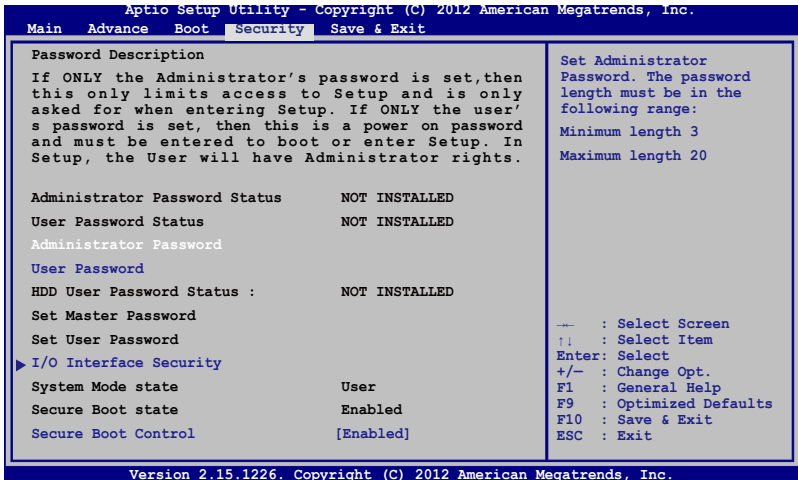 Aptio Setup Utility - Copyright (C) 2012 American Megatrends, Inc.
Main Advance Boot Security Save & Exit
Password Description
If ONLY the Administrator's password is set,then
this only limits access to Setup and is only
asked for when entering Setup. If ONLY the user'
s password is set, then this is a power on password
and must be entered to boot or enter Setup. In
Setup, the User will have Administrator rights.
Administrator Password Status NOT INSTALLED
User Password Status NOT INSTALLED
Administrator Password
User Password
HDD User Password Status : NOT INSTALLED
Set Master Password
Set User Password
I/O Interface Security
System Mode state User
Secure Boot state Enabled
Secure Boot Control [Enabled]
Set Administrator
Password. The password
length must be in the
following range:
Minimum length 3
Maximum length 20
→← : Select Screen
↑↓ : Select Item
Enter: Select
+/— : Change Opt.
F1 : General Help
F9 : Optimized Defaults
F10 : Save & Exit
ESC : Exit
Version 2.15.1226. Copyright (C) 2012 American Megatrends, Inc.